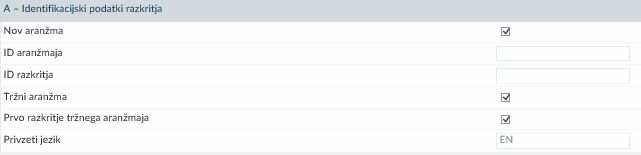 A – Identifikacijski podatki razkritja
Nov aranžma
ID aranžmaja
ID razkritja
Tržni aranžma
Prvo razkritje tržnega aranžmaja
Privzeti jezik EN